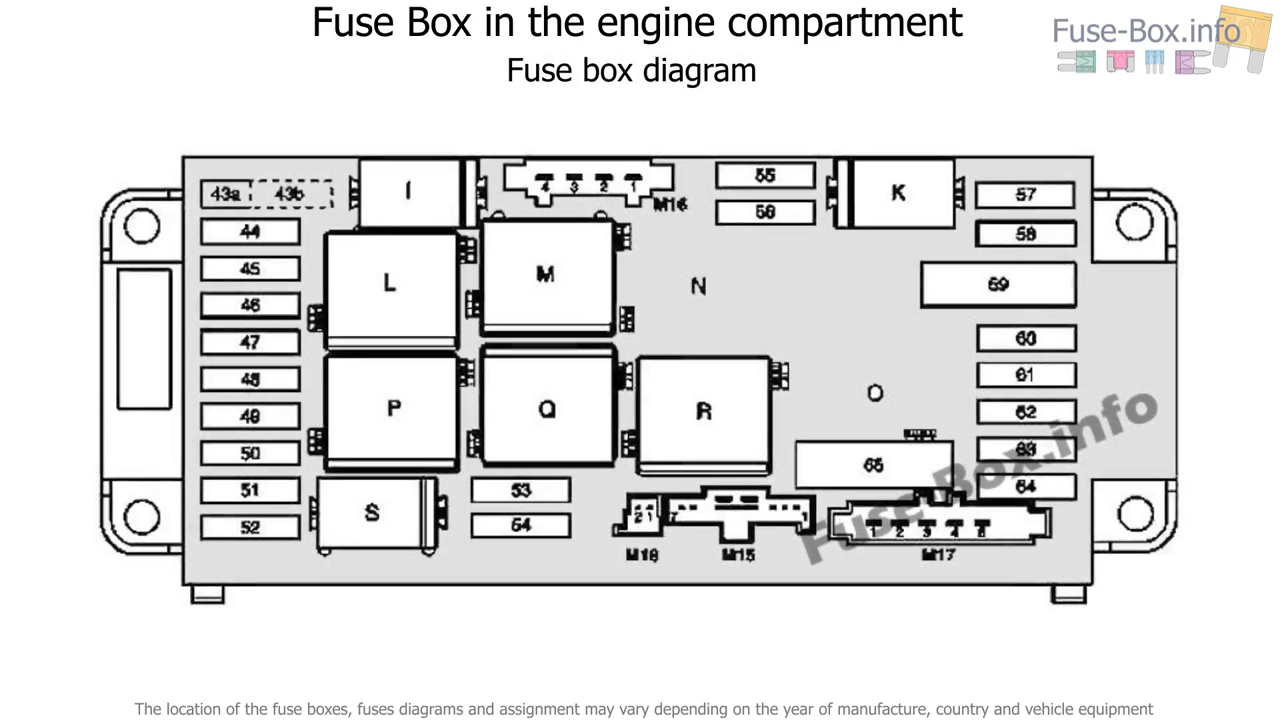 Fuse Box in the engine compartment
Fuse box diagram
Fuse-Box.info
43a 43b
I
4 3 2 1
M16
55
56
K
57
58
44
45
46
47
48
49
50
51
52
L
M
N
59
60
61
62
63
64
P
Q
R
O
65
S
53
54
2 1
M18
7 1
M15
1 2 3 4 5
M17
Fuse-Box.info
The location of the fuse boxes, fuses diagrams and assignment may vary depending on the year of manufacture, country and vehicle equipment